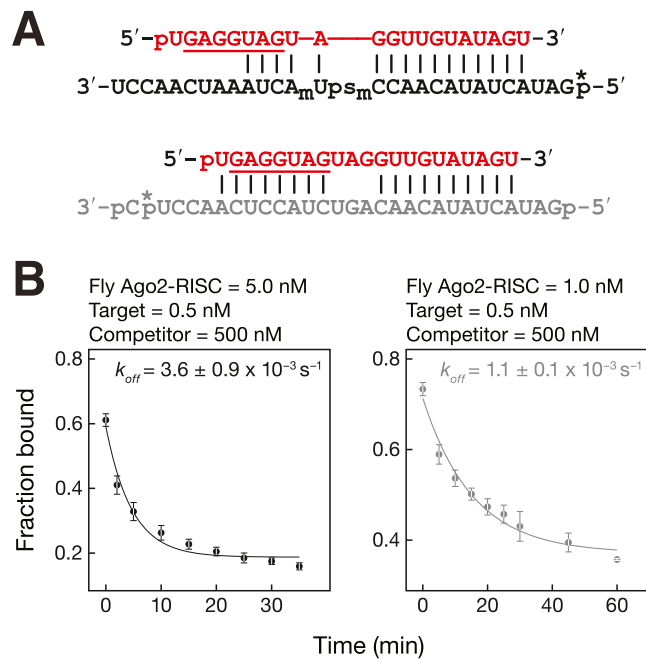 A
5′–pUGAGGUAGU–A—GGUUGUAUAGU–3′
3′-UCCAACUAAAUCAmUpsmCCAACAUAUCAUAGp–5′
*
5′–pUGAGGUAGUAGGUUGUAUAGU–3′
*
3′-pCpUUCCAACUCCAUCUGACAACAUAUCAUAGp–5′
B
Fly Ago2-RISC = 5.0 nM
Target = 0.5 nM
Competitor = 500 nM
Fly Ago2-RISC = 1.0 nM
Target = 0.5 nM
Competitor = 500 nM
koff = 3.6 ± 0.9 x 10⁻³ s⁻¹
koff = 1.1 ± 0.1 x 10⁻³ s⁻¹
Fraction bound
0.8
0.6
0.4
0.2
0 10 20 30
0.8
0.6
0.4
0 20 40 60
Time (min)